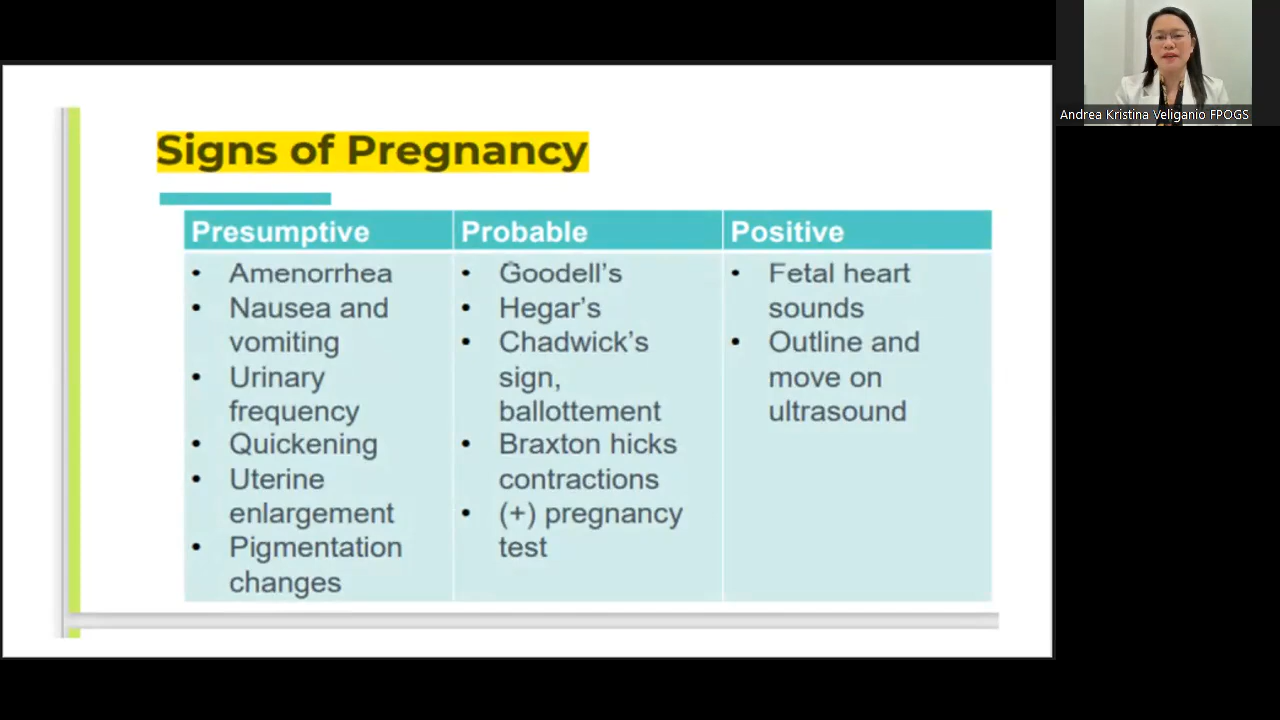 Andrea Kristina Veliganio FPOGS
Signs of Pregnancy
Presumptive
• Amenorrhea
• Nausea and
vomiting
• Urinary
frequency
• Quickening
• Uterine
enlargement
• Pigmentation
changes
Probable
• Goodell's
• Hegar's
• Chadwick's
sign,
ballottement
• Braxton hicks
contractions
• (+) pregnancy
test
Positive
• Fetal heart
sounds
• Outline and
move on
ultrasound